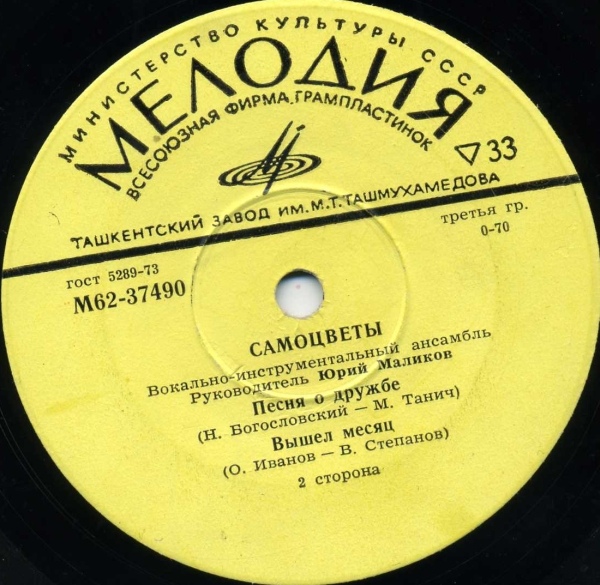 МИНИСТЕРСТВО КУЛЬТУРЫ СССР
МЕЛОДИЯ
ВСЕСОЮЗНАЯ ФИРМА ГРАМПЛАСТИНОК
33
ТАШКЕНТСКИЙ ЗАВОД ИМ. М.Т. ТАШМУХАМЕДОВА
гост 5289-73
третья гр.
М62-37490
0-70
САМОЦВЕТЫ
Вокально-инструментальный ансамбль
Руководитель Юрий Маликов
Песня о дружбе
(Н. Богословский — М. Танич)
Вышел месяц
(О. Иванов — В. Степанов)
2 сторона